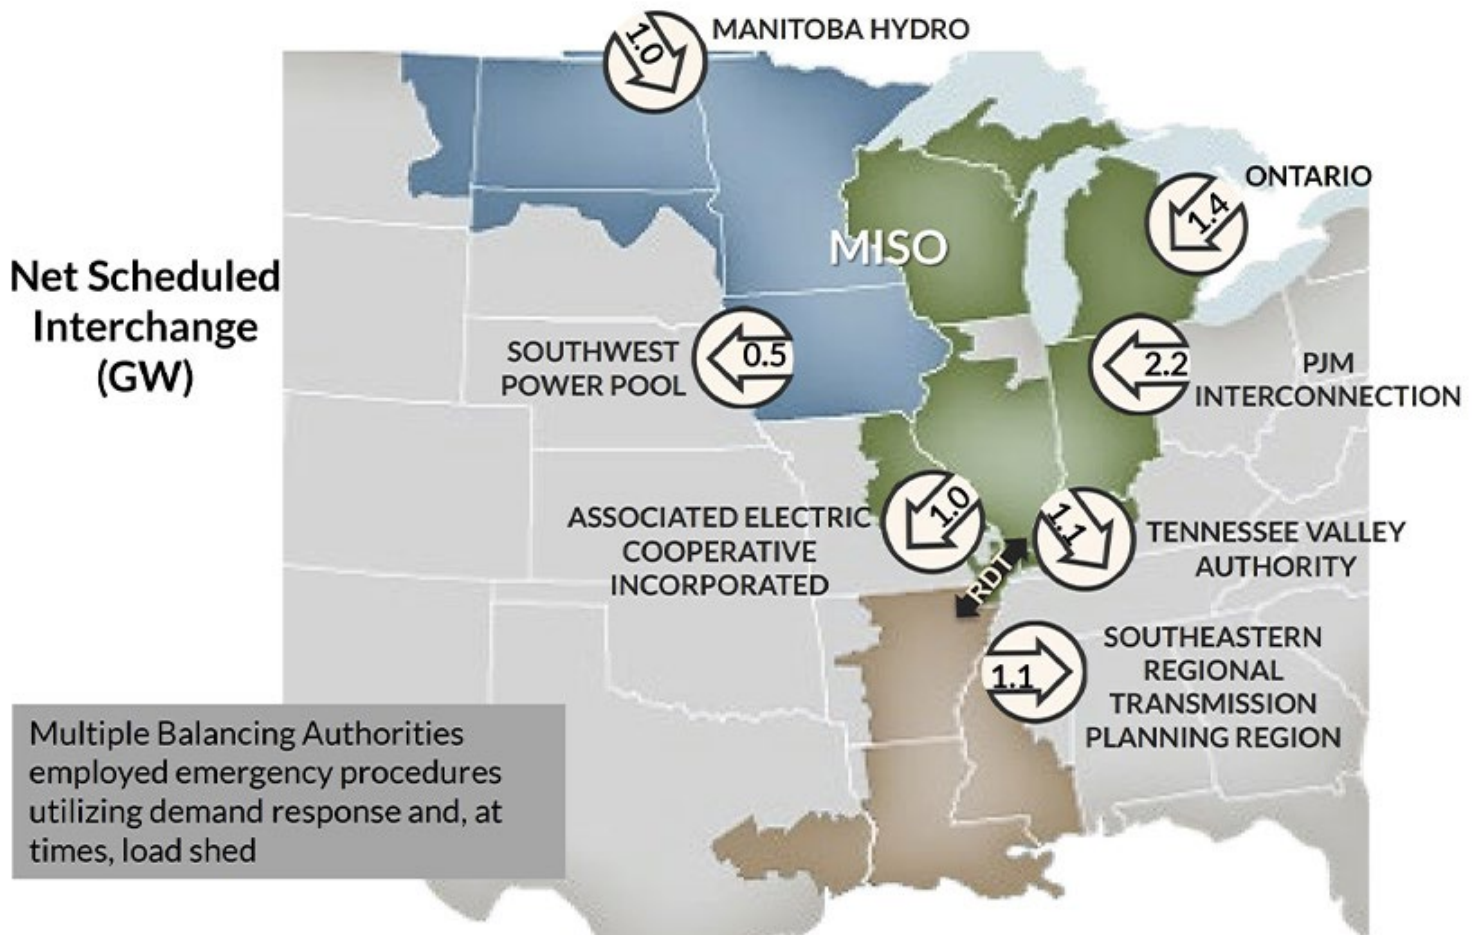 1.0
MANITOBA HYDRO
ONTARIO
1.4
MISO
Net Scheduled
Interchange
(GW)
SOUTHWEST
POWER POOL
0.5
2.2
PJM
INTERCONNECTION
ASSOCIATED ELECTRIC
COOPERATIVE
INCORPORATED
1.0
1.1
TENNESSEE VALLEY
AUTHORITY
RDT
1.1
SOUTHEASTERN
REGIONAL
TRANSMISSION
PLANNING REGION
Multiple Balancing Authorities
employed emergency procedures
utilizing demand response and, at
times, load shed